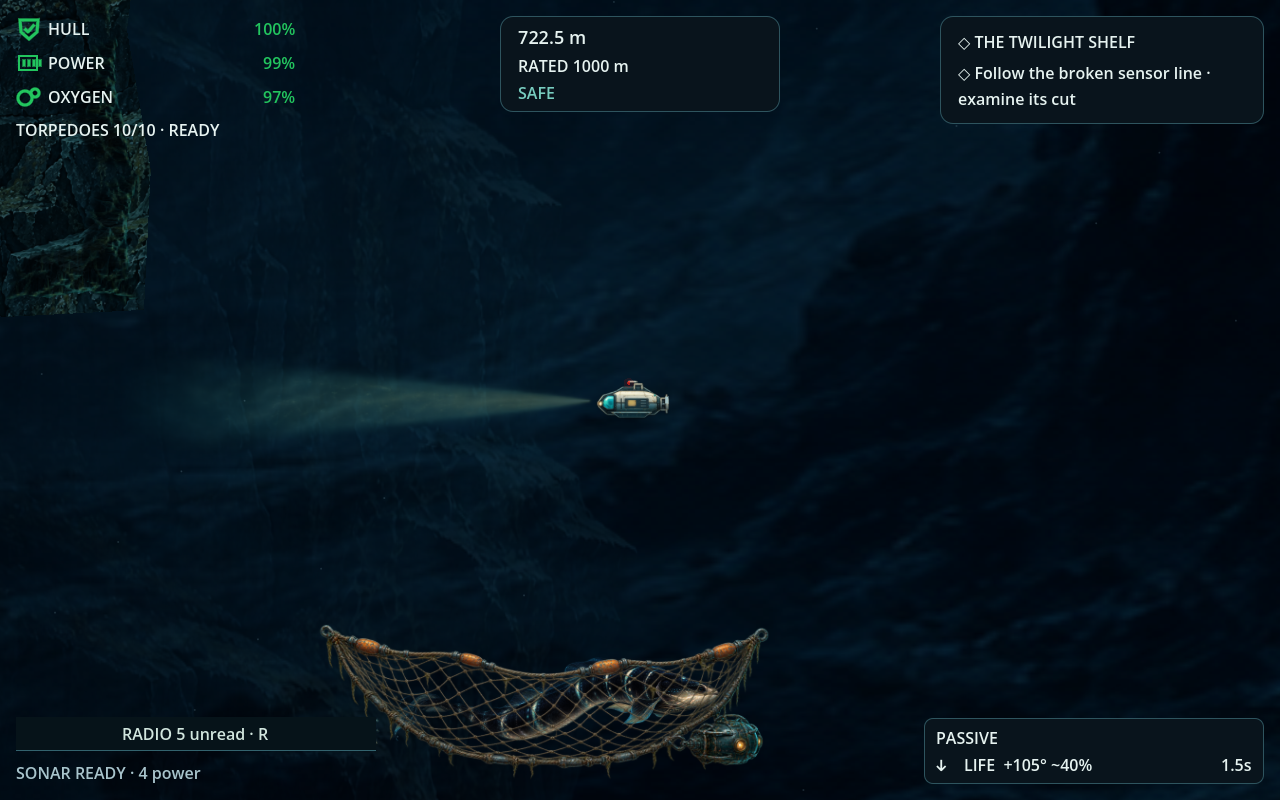 HULL 100%
POWER 99%
OXYGEN 97%
TORPEDOES 10/10 · READY
722.5 m
RATED 1000 m
SAFE
◇ THE TWILIGHT SHELF
◇ Follow the broken sensor line ·
examine its cut
RADIO 5 unread · R
SONAR READY · 4 power
PASSIVE
↓ LIFE +105° ~40% 1.5s